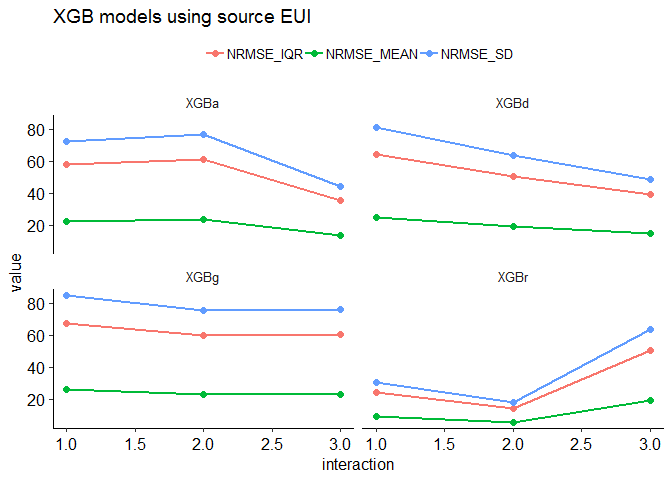 XGB models using source EUI
NRMSE_IQR NRMSE_MEAN NRMSE_SD
XGBa XGBd
80
60
40
20
XGBg XGBr
80
60
40
20
value
1.0 1.5 2.0 2.5 3.0 1.0 1.5 2.0 2.5 3.0
interaction